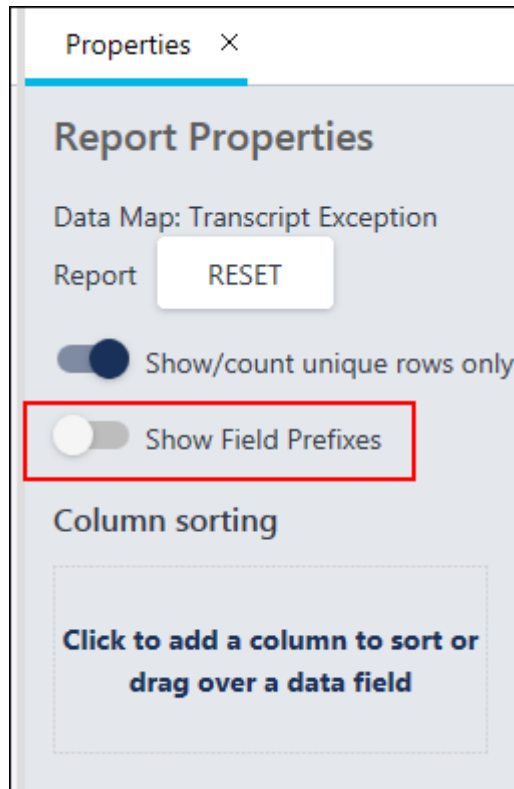 Properties ×
Report Properties
Data Map: Transcript Exception
Report RESET
Show/count unique rows only
Show Field Prefixes
Column sorting
Click to add a column to sort or
drag over a data field